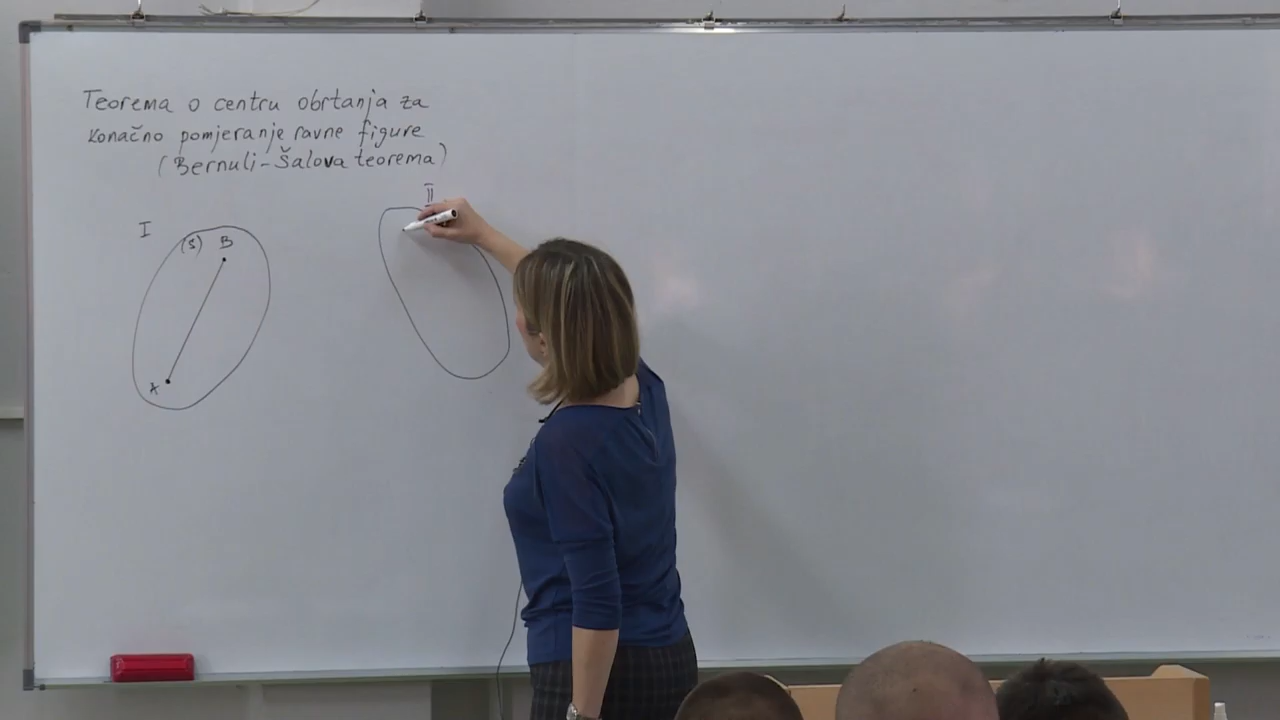 Teorema o centru obrtanja za
konačno pomjeranje ravne figure
(Bernuli-Šalova teorema)
II
I
(S) B
A